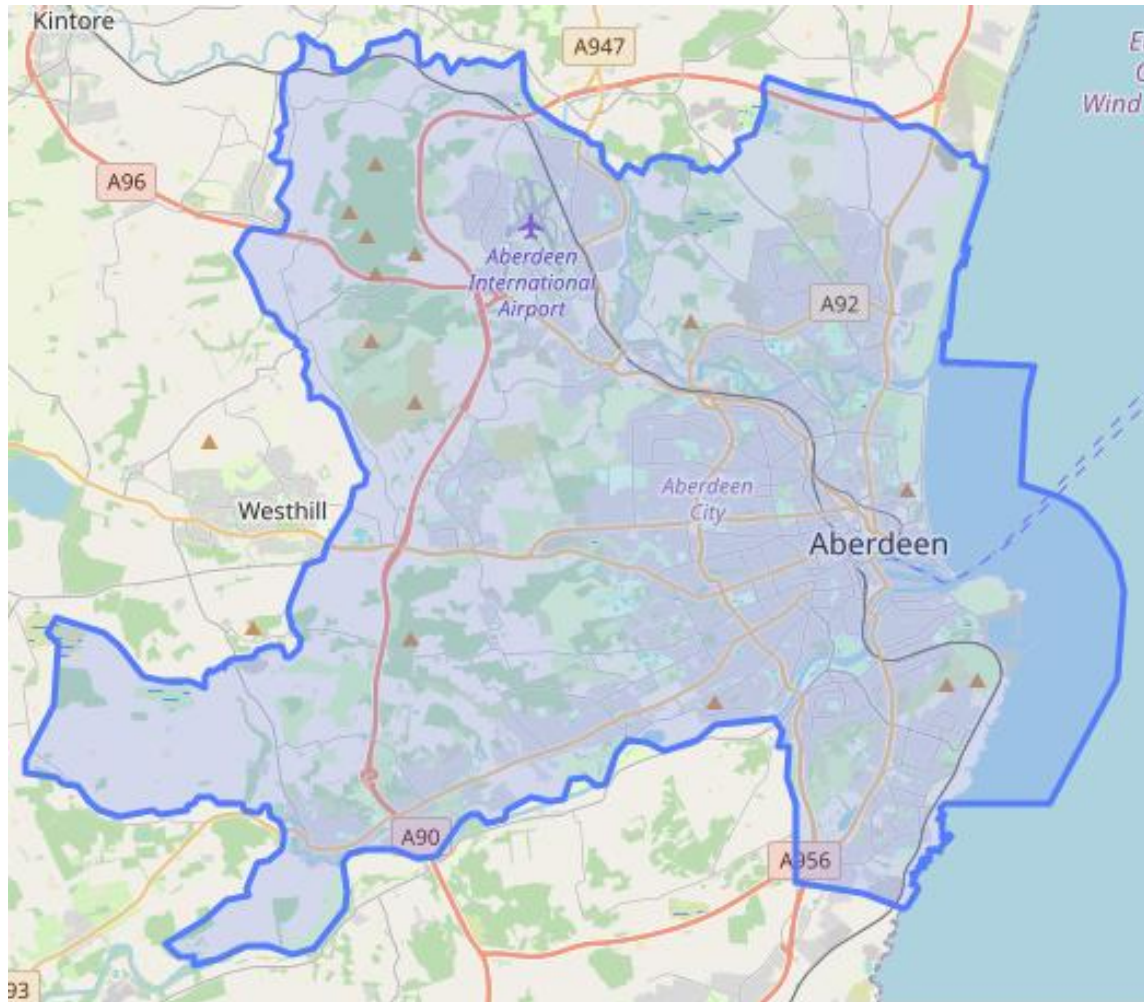 Kintore
A947
E
Wind
A96
Aberdeen
International
Airport
A92
Westhill
Aberdeen
City
Aberdeen
A90
A956
93